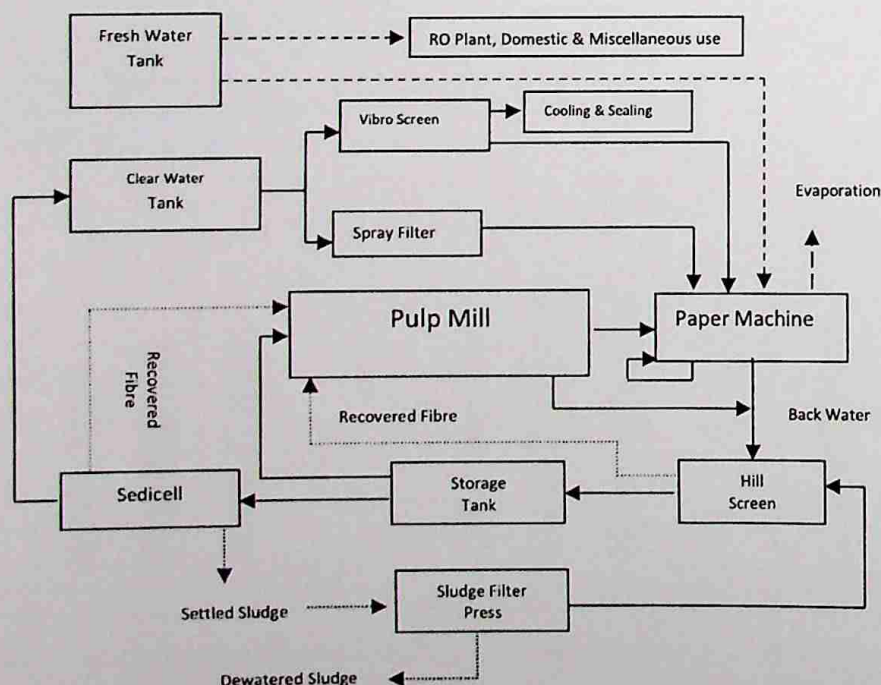 Fresh Water
Tank
RO Plant, Domestic & Miscellaneous use
Vibro Screen
Cooling & Sealing
Clear Water
Tank
Evaporation
Spray Filter
Pulp Mill
Paper Machine
Recovered
Fibre
Recovered Fibre
Back Water
Sedicell
Storage
Tank
Hill
Screen
Settled Sludge
Sludge Filter
Press
Dewatered Sludge